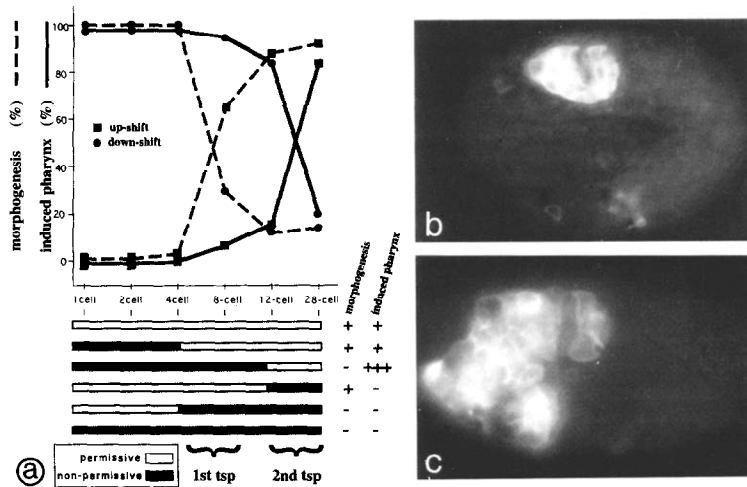 morphogenesis (%)
induced pharynx (%)
100
80
60
40
20
0
up-shift
down-shift
1cell 2cell 4cell 8-cell 12-cell 28-cell
morphogenesis
induced pharynx
+ +
+ +
- +++
+ -
- -
- -
permissive
non-permissive
1st tsp 2nd tsp
a
b
c